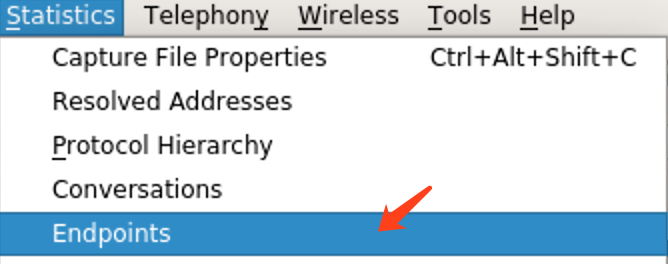 Statistics Telephony Wireless Tools Help
Capture File Properties Ctrl+Alt+Shift+C
Resolved Addresses
Protocol Hierarchy
Conversations
Endpoints